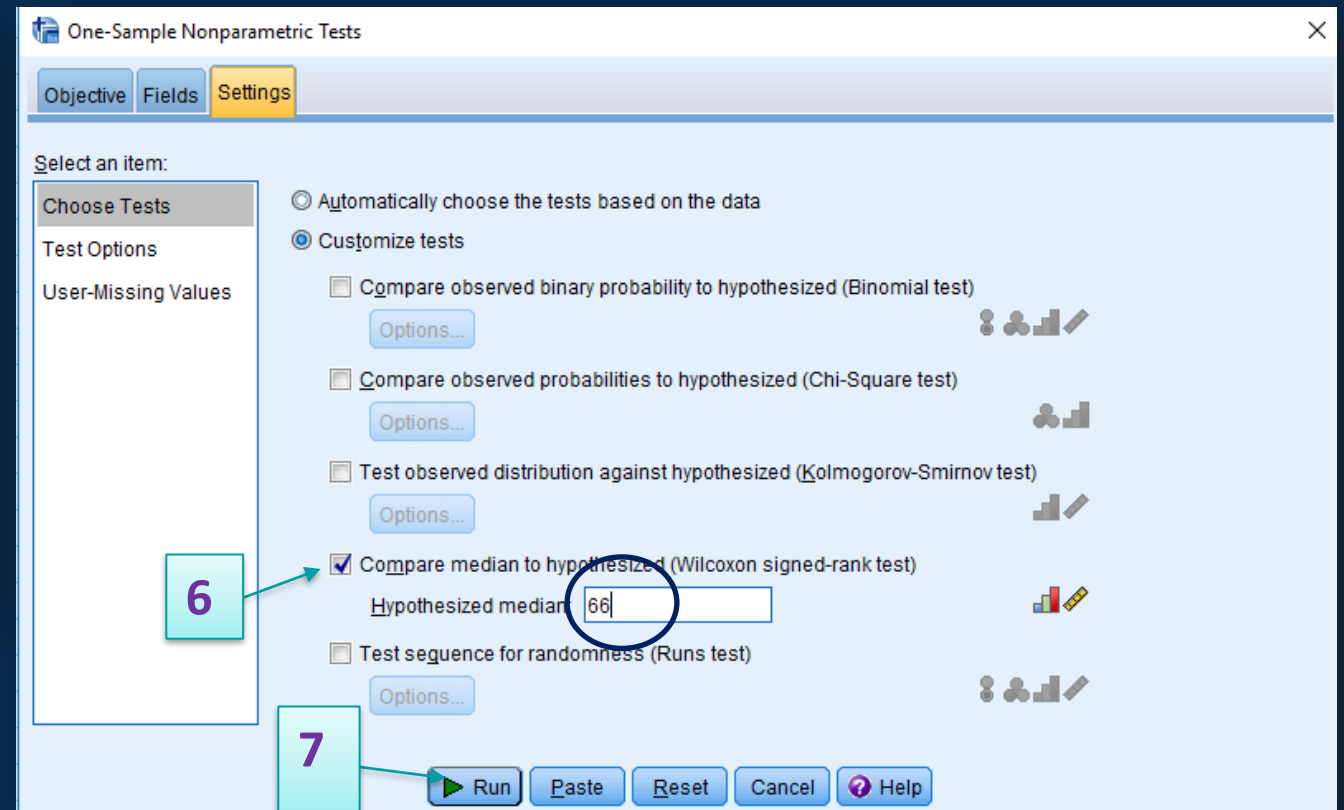 One-Sample Nonparametric Tests
Objective Fields Settings
Select an item:
Choose Tests
Test Options
User-Missing Values
Automatically choose the tests based on the data
Customize tests
Compare observed binary probability to hypothesized (Binomial test)
Options...
Compare observed probabilities to hypothesized (Chi-Square test)
Options...
Test observed distribution against hypothesized (Kolmogorov-Smirnov test)
Options...
6
Compare median to hypothesized (Wilcoxon signed-rank test)
Hypothesized median: 66
Test sequence for randomness (Runs test)
Options...
7
Run Paste Reset Cancel Help